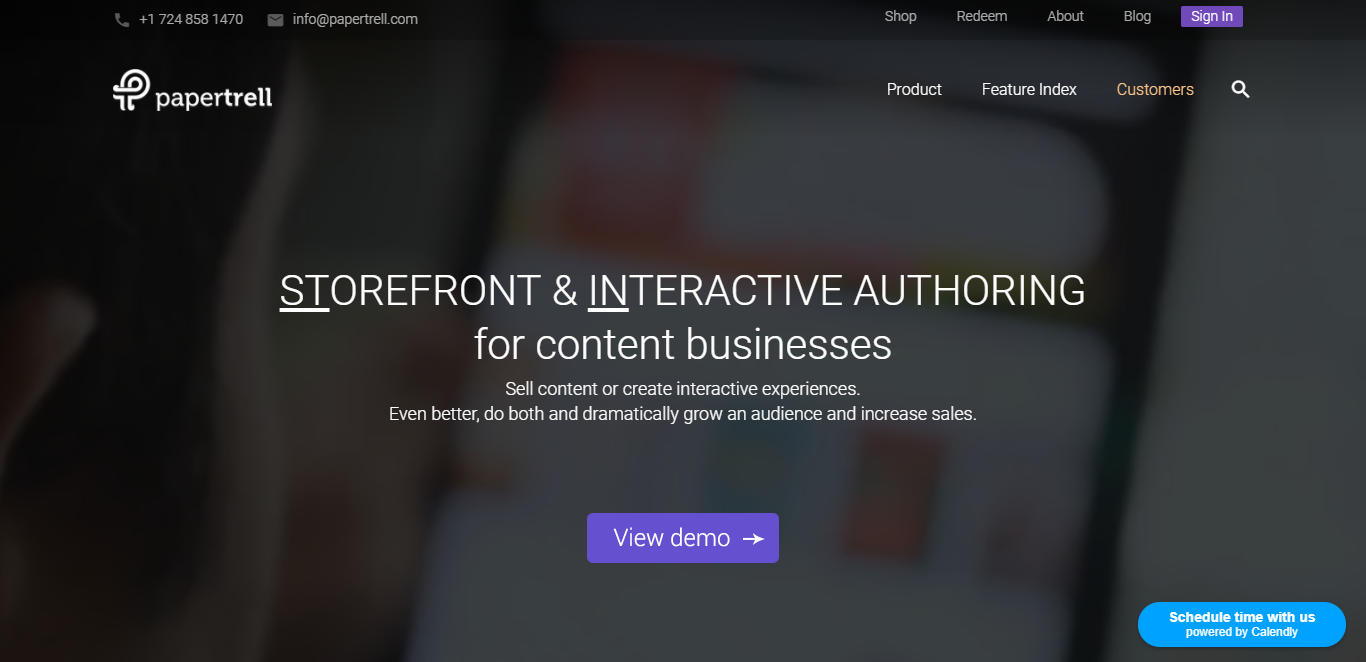 +1 724 858 1470 info@papertrell.com Shop Redeem About Blog Sign In
papertrell Product Feature Index Customers
STOREFRONT & INTERACTIVE AUTHORING
for content businesses
Sell content or create interactive experiences.
Even better, do both and dramatically grow an audience and increase sales.
View demo
Schedule time with us
powered by Calendly